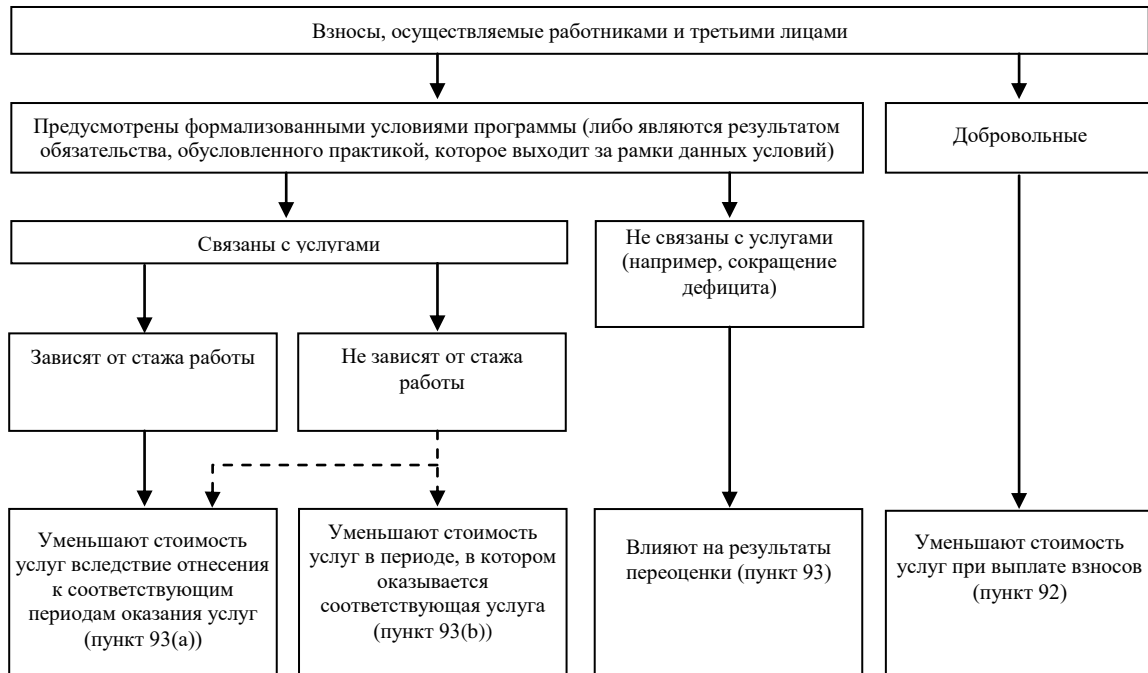 Взносы, осуществляемые работниками и третьими лицами
Предусмотрены формализованными условиями программы (либо являются результатом
обязательства, обусловленного практикой, которое выходит за рамки данных условий)
Добровольные
Связаны с услугами
Не связаны с услугами
(например, сокращение
дефицита)
Зависят от стажа работы
Не зависят от стажа
работы
Уменьшают стоимость
услуг вследствие отнесения
к соответствующим
периодам оказания услуг
(пункт 93(a))
Уменьшают стоимость
услуг в периоде, в котором
оказывается
соответствующая услуга
(пункт 93(b))
Влияют на результаты
переоценки (пункт 93)
Уменьшают стоимость
услуг при выплате взносов
(пункт 92)